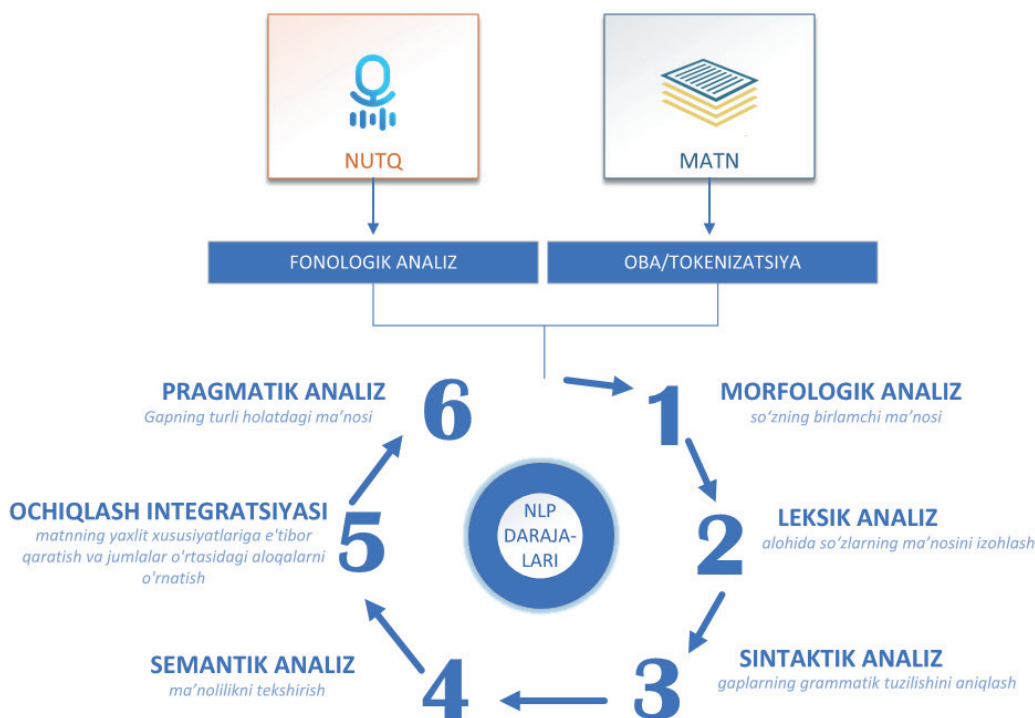 NUTQ
MATN
FONOLOGIK ANALIZ
OBA/TOKENIZATSIYA
1
MORFOLOGIK ANALIZ
so‘zning birlamchi ma’nosi
2
LEKSIK ANALIZ
alohida so‘zlarning ma’nosini izohlash
3
SINTAKTIK ANALIZ
gaplarning grammatik tuzilishini aniqlash
4
SEMANTIK ANALIZ
ma’nolilikni tekshirish
5
OCHIQLASH INTEGRATSIYASI
matnning yaxlit xususiyatlariga e'tibor
qaratish va jumlalar o'rtasidagi aloqalarni
o'rnatish
6
PRAGMATIK ANALIZ
Gapning turli holatdagi ma’nosi
NLP
DARAJA-
LARI